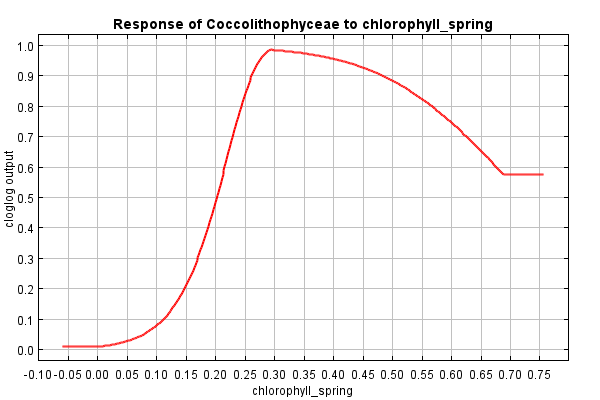 Response of Coccolithophyceae to chlorophyll_spring
1.0
0.9
0.8
0.7
0.6
0.5
0.4
0.3
0.2
0.1
0.0
cloglog output
-0.10 -0.05 0.00 0.05 0.10 0.15 0.20 0.25 0.30 0.35 0.40 0.45 0.50 0.55 0.60 0.65 0.70 0.75
chlorophyll_spring